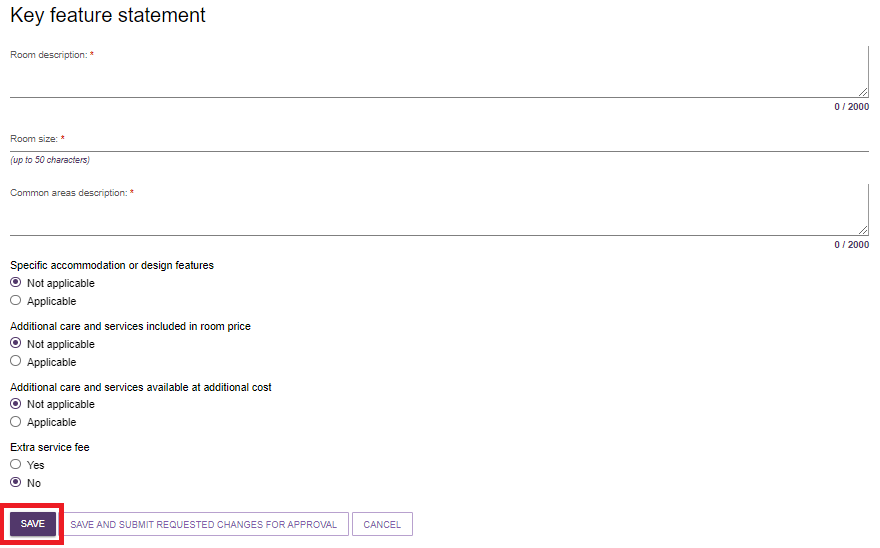 Key feature statement
Room description: *
0 / 2000
Room size: *
(up to 50 characters)
Common areas description: *
0 / 2000
Specific accommodation or design features
Not applicable
Applicable
Additional care and services included in room price
Not applicable
Applicable
Additional care and services available at additional cost
Not applicable
Applicable
Extra service fee
Yes
No
SAVE SAVE AND SUBMIT REQUESTED CHANGES FOR APPROVAL CANCEL